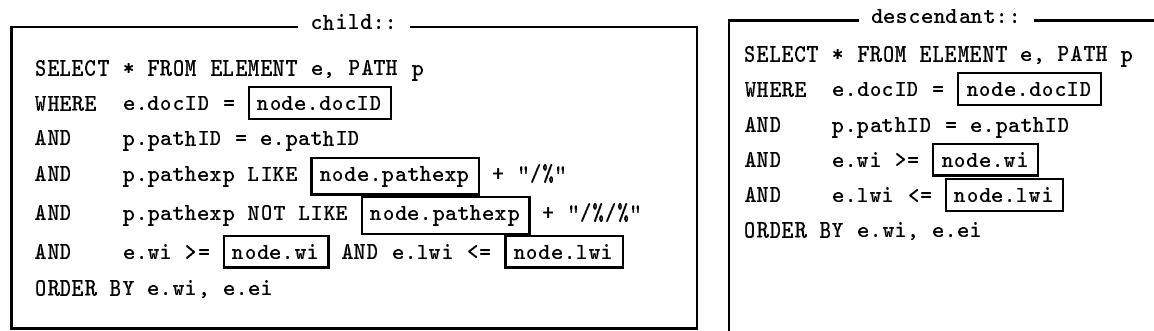 child::
SELECT * FROM ELEMENT e, PATH p
WHERE e.docID = node.docID
AND p.pathID = e.pathID
AND p.pathexp LIKE node.pathexp + "/%"
AND p.pathexp NOT LIKE node.pathexp + "/%/%"
AND e.wi >= node.wi AND e.lwi <= node.lwi
ORDER BY e.wi, e.ei
descendant::
SELECT * FROM ELEMENT e, PATH p
WHERE e.docID = node.docID
AND p.pathID = e.pathID
AND e.wi >= node.wi
AND e.lwi <= node.lwi
ORDER BY e.wi, e.ei